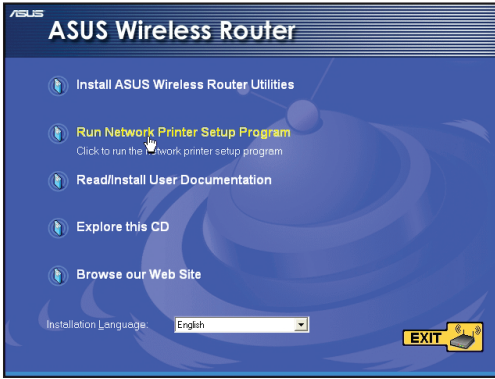 ASUS
ASUS Wireless Router
Install ASUS Wireless Router Utilities
Run Network Printer Setup Program
Click to run the network printer setup program
Read/Install User Documentation
Explore this CD
Browse our Web Site
Installation Language: English
EXIT